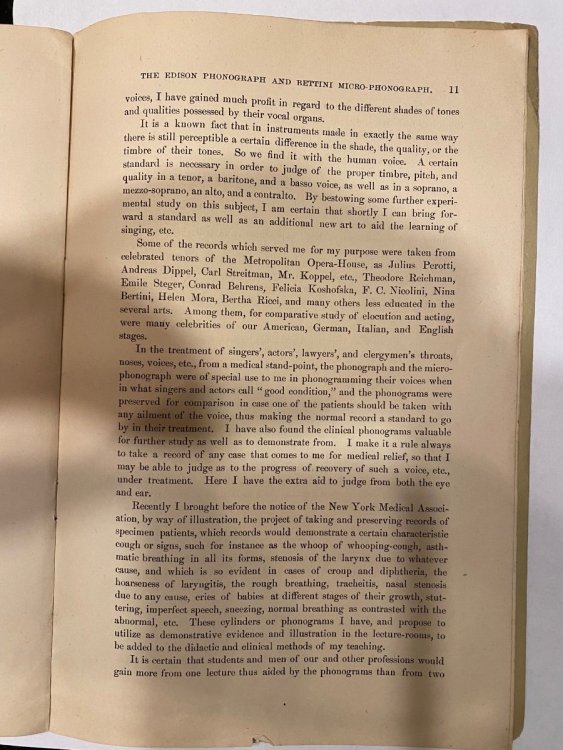 THE EDISON PHONOGRAPH AND BETTINI MICRO-PHONOGRAPH. 11
voices, I have gained much profit in regard to the different shades of tones
and qualities possessed by their vocal organs.
It is a known fact that in instruments made in exactly the same way
there is still perceptible a certain difference in the shade, the quality, or the
timbre of their tones. So we find it with the human voice. A certain
standard is necessary in order to judge of the proper timbre, pitch, and
quality in a tenor, a baritone, and a basso voice, as well as in a soprano, a
mezzo-soprano, an alto, and a contralto. By bestowing some further experi-
mental study on this subject, I am certain that shortly I can bring for-
ward a standard as well as an additional new art to aid the learning of
singing, etc.
Some of the records which served me for my purpose were taken from
celebrated tenors of the Metropolitan Opera-House, as Julius Perotti,
Andreas Dippel, Carl Streitman, Mr. Koppel, etc., Theodore Reichman,
Emile Steger, Conrad Behrens, Felicia Koshofska, F. C. Nicolini, Nina
Bertini, Helen Mora, Bertha Ricci, and many others less educated in the
several arts. Among them, for comparative study of elocution and acting,
were many celebrities of our American, German, Italian, and English
stages.
In the treatment of singers', actors', lawyers', and clergymen's throats,
noses, voices, etc., from a medical stand-point, the phonograph and the micro-
phonograph were of special use to me in phonogramming their voices when
in what singers and actors call "good condition," and the phonograms were
preserved for comparison in case one of the patients should be taken with
any ailment of the voice, thus making the normal record a standard to go
by in their treatment. I have also found the clinical phonograms valuable
for further study as well as to demonstrate from. I make it a rule always
to take a record of any case that comes to me for medical relief, so that I
may be able to judge as to the progress of recovery of such a voice, etc.,
under treatment. Here I have the extra aid to judge from both the eye
and ear.
Recently I brought before the notice of the New York Medical Associ-
ation, by way of illustration, the project of taking and preserving records of
specimen patients, which records would demonstrate a certain characteristic
cough or signs, such for instance as the whoop of whooping-cough, asth-
matic breathing in all its forms, stenosis of the larynx due to whatever
cause, and which is so evident in cases of croup and diphtheria, the
hoarseness of laryngitis, the rough breathing, tracheitis, nasal stenosis
due to any cause, cries of babies at different stages of their growth, stut-
tering, imperfect speech, sneezing, normal breathing as contrasted with the
abnormal, etc. These cylinders or phonograms I have, and propose to
utilize as demonstrative evidence and illustration in the lecture-rooms, to
be added to the didactic and clinical methods of my teaching.
It is certain that students and men of our and other professions would
gain more from one lecture thus aided by the phonograms than from two